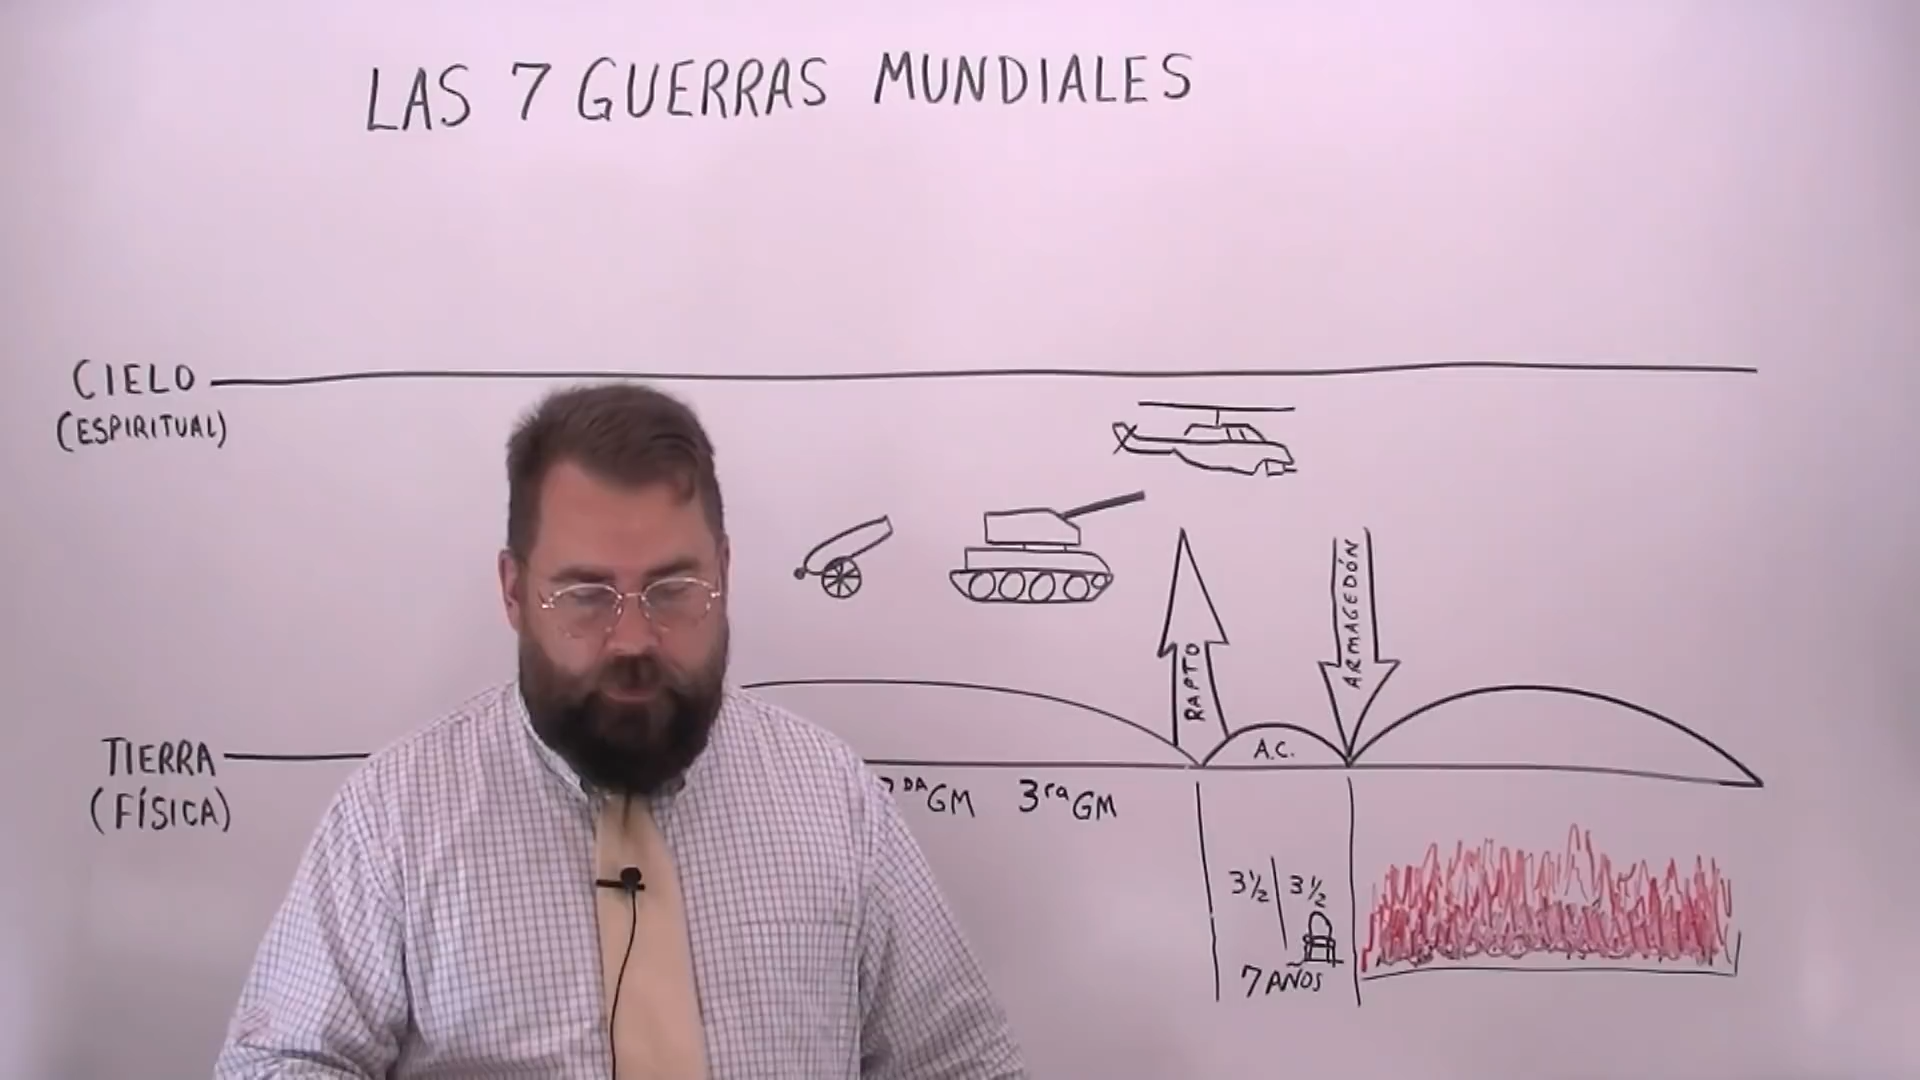 LAS 7 GUERRAS MUNDIALES
CIELO
(ESPIRITUAL)
ARMAGEDÓN
RAPTO
A.C.
TIERRA
(FÍSICA)
2DA GM 3ra GM
3½ 3½
7 AÑOS